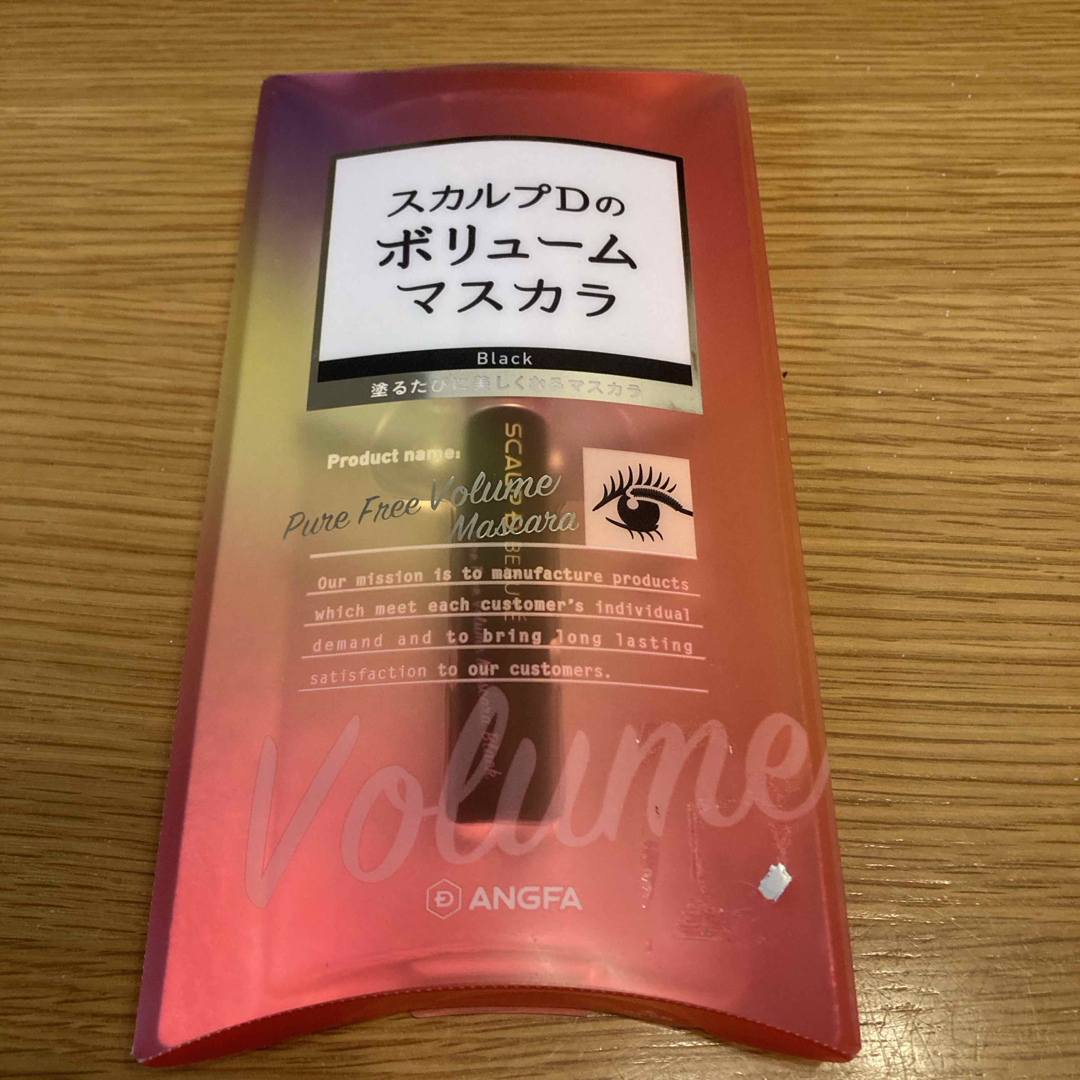 スカルプDの
ボリューム
マスカラ
Black
塗るたびに美しくなるマスカラ
Product name:
Pure Free Volume
Mascara
SCALP D BEAUTÉ
Our mission is to manufacture products
which meet each customer's individual
demand and to bring long lasting
satisfaction to our customers.
Volume
ANGFA